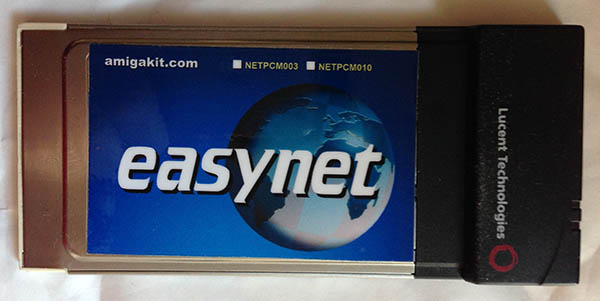 amigakit.com
NETPCM003 NETPCM010
easynet
Lucent Technologies